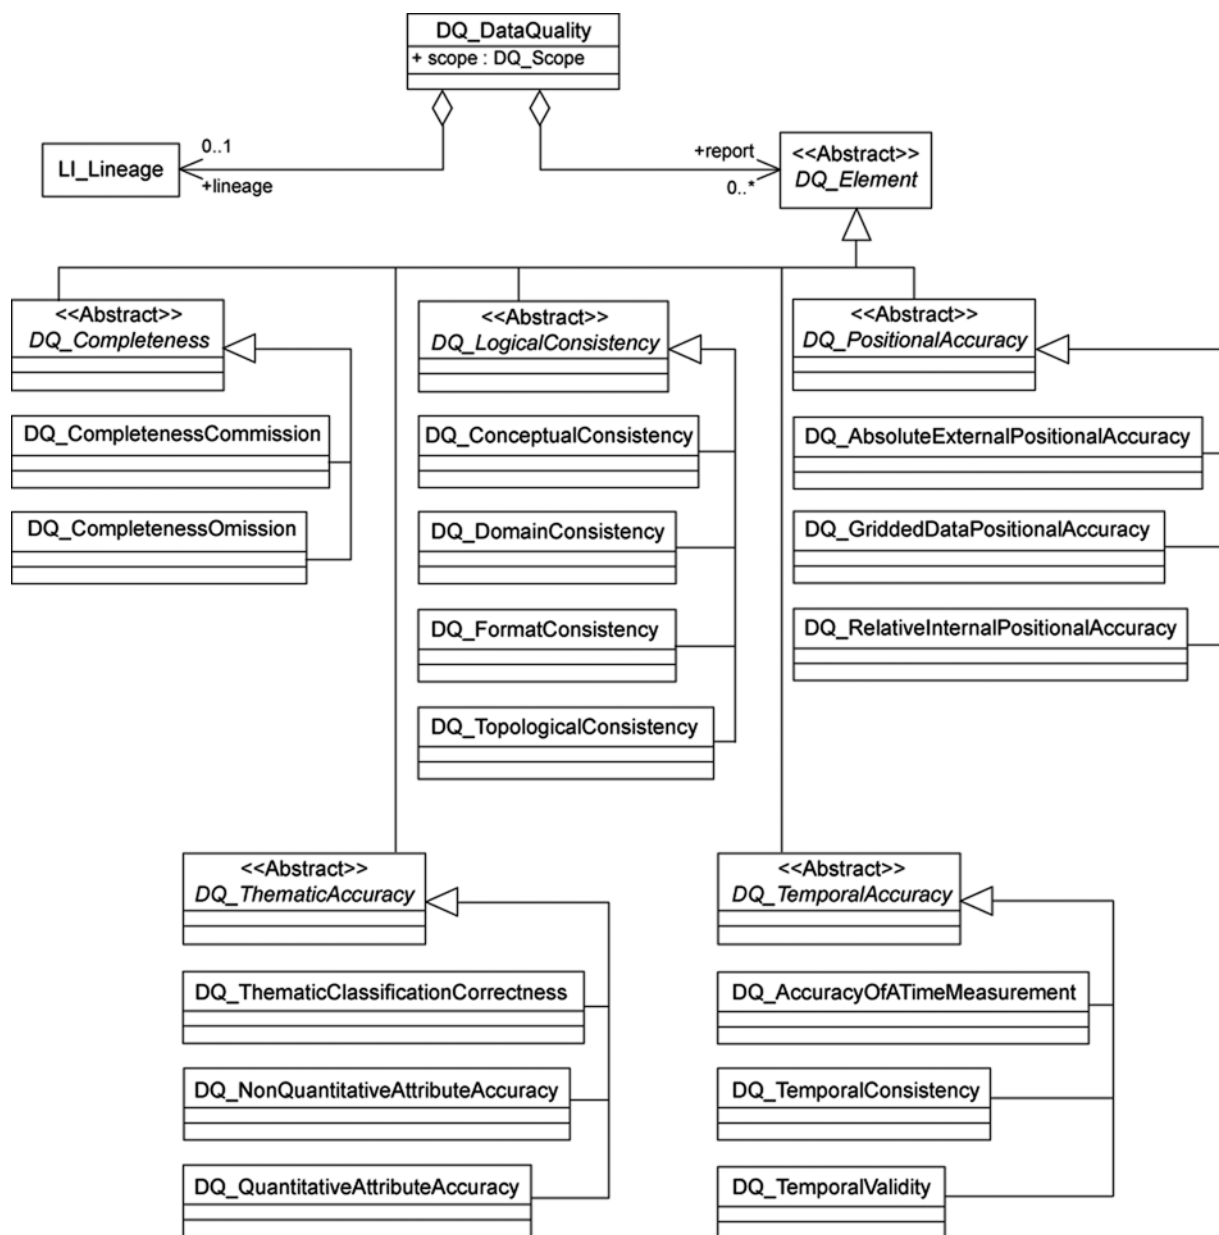 DQ_DataQuality
+ scope : DQ_Scope
0..1
LI_Lineage
+lineage
+report
0..*
<<Abstract>>
DQ_Element
<<Abstract>>
DQ_Completeness
<<Abstract>>
DQ_LogicalConsistency
<<Abstract>>
DQ_PositionalAccuracy
DQ_CompletenessCommission
DQ_ConceptualConsistency
DQ_AbsoluteExternalPositionalAccuracy
DQ_CompletenessOmission
DQ_DomainConsistency
DQ_GriddedDataPositionalAccuracy
DQ_FormatConsistency
DQ_RelativeInternalPositionalAccuracy
DQ_TopologicalConsistency
<<Abstract>>
DQ_ThematicAccuracy
<<Abstract>>
DQ_TemporalAccuracy
DQ_ThematicClassificationCorrectness
DQ_AccuracyOfATimeMeasurement
DQ_NonQuantitativeAttributeAccuracy
DQ_TemporalConsistency
DQ_QuantitativeAttributeAccuracy
DQ_TemporalValidity